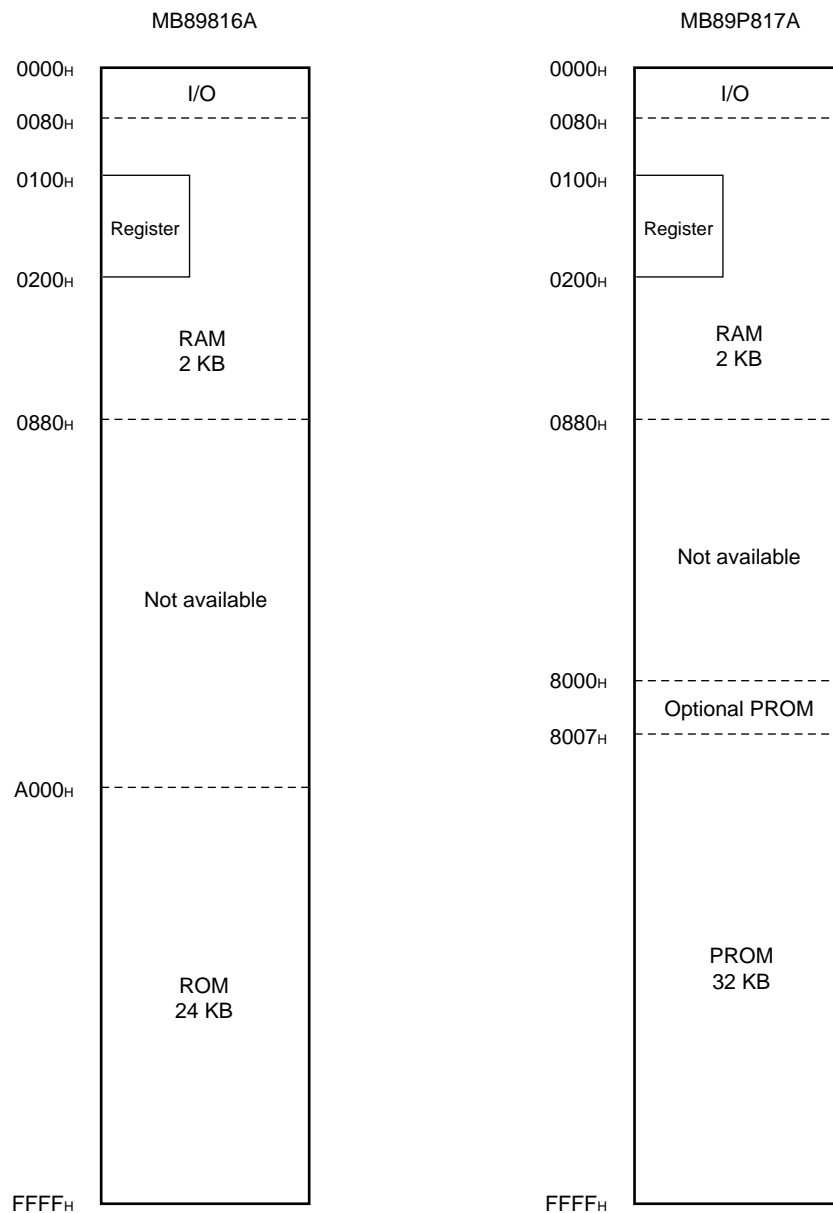 MB89816A
0000H
I/O
0080H
0100H
Register
0200H
RAM
2 KB
0880H
Not available
A000H
ROM
24 KB
FFFFH
MB89P817A
0000H
I/O
0080H
0100H
Register
0200H
RAM
2 KB
0880H
Not available
8000H
Optional PROM
8007H
PROM
32 KB
FFFFH